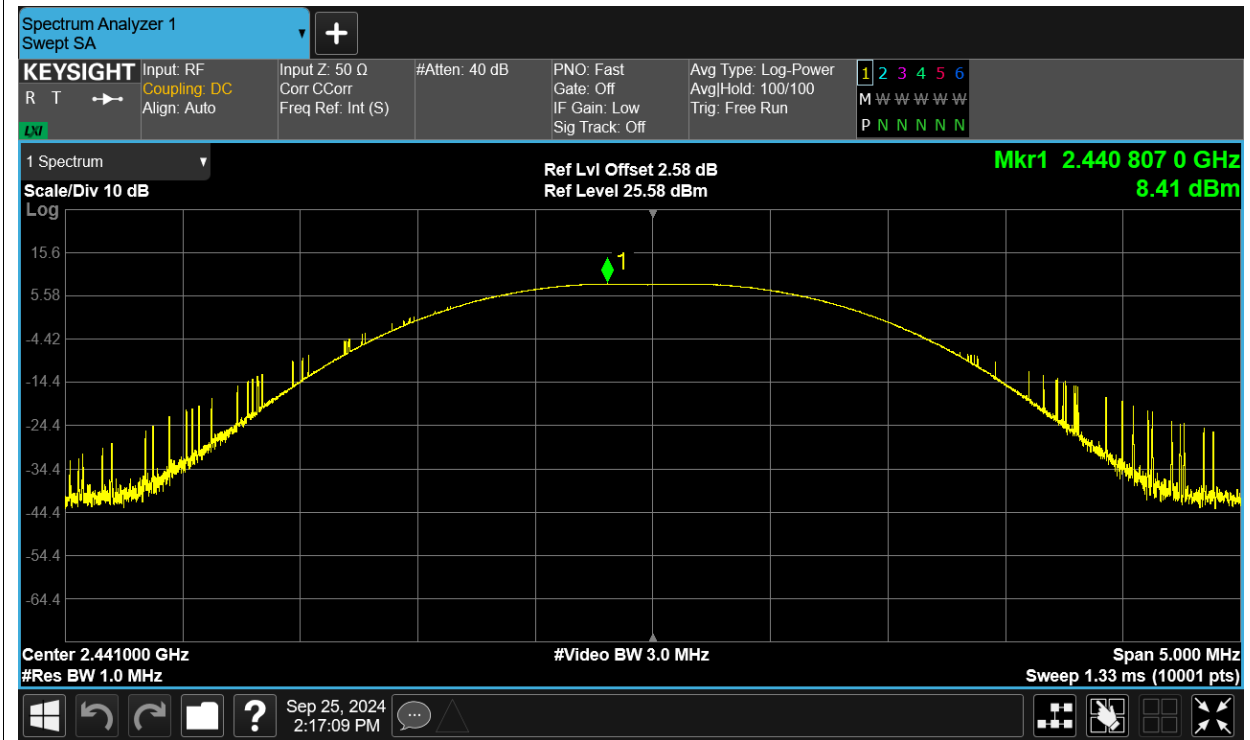 Spectrum Analyzer 1
Swept SA
KEYSIGHT
R T
LXI
Input: RF
Coupling: DC
Align: Auto
Input Z: 50 Ω
Corr CCorr
Freq Ref: Int (S)
#Atten: 40 dB
PNO: Fast
Gate: Off
IF Gain: Low
Sig Track: Off
Avg Type: Log-Power
Avg|Hold: 100/100
Trig: Free Run
1 2 3 4 5 6
M W W W W W
P N N N N N
1 Spectrum
Scale/Div 10 dB
Log
Ref Lvl Offset 2.58 dB
Ref Level 25.58 dBm
Mkr1 2.440 807 0 GHz
8.41 dBm
1
15.6
5.58
-4.42
-14.4
-24.4
-34.4
-44.4
-54.4
-64.4
Center 2.441000 GHz
#Res BW 1.0 MHz
#Video BW 3.0 MHz
Span 5.000 MHz
Sweep 1.33 ms (10001 pts)
?
Sep 25, 2024
2:17:09 PM